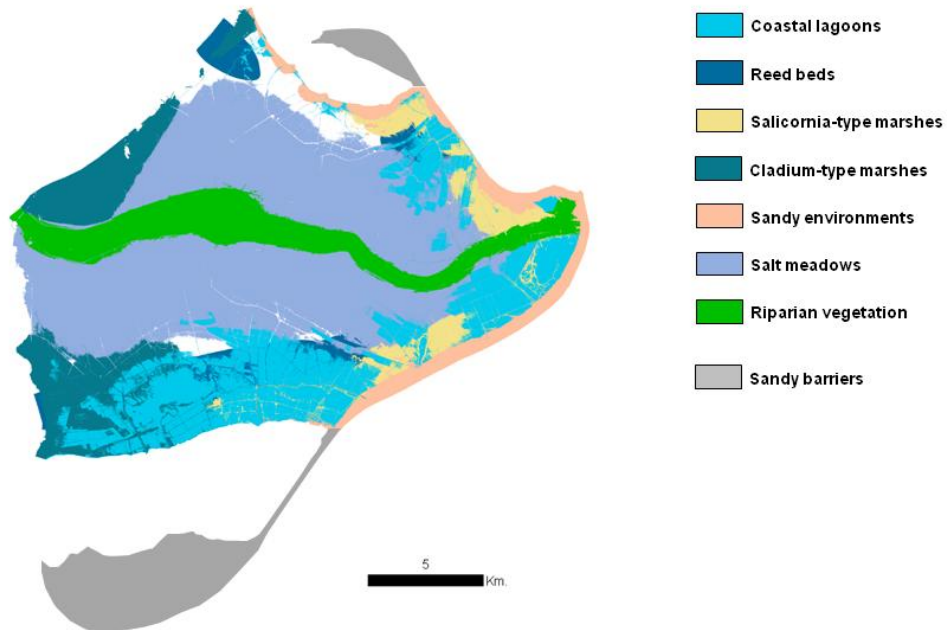 Coastal lagoons
Reed beds
Salicornia-type marshes
Cladium-type marshes
Sandy environments
Salt meadows
Riparian vegetation
Sandy barriers
5
Km.